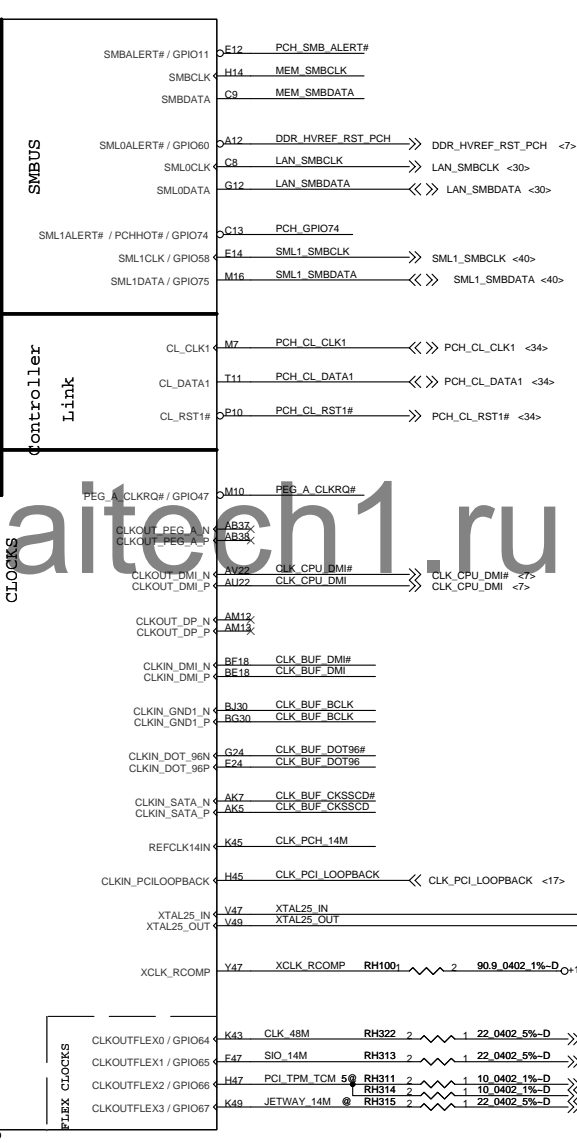 SMBUS
SMBALERT# / GPIO11 E12 PCH_SMB_ALERT#
SMBCLK H14 MEM_SMBCLK
SMBDATA C9 MEM_SMBDATA
SML0ALERT# / GPIO60 A12 DDR_HVREF_RST_PCH DDR_HVREF_RST_PCH <7>
SML0CLK C8 LAN_SMBCLK LAN_SMBCLK <30>
SML0DATA G12 LAN_SMBDATA LAN_SMBDATA <30>
SML1ALERT# / PCHHOT# / GPIO74 C13 PCH_GPIO74
SML1CLK / GPIO58 E14 SML1_SMBCLK SML1_SMBCLK <40>
SML1DATA / GPIO75 M16 SML1_SMBDATA SML1_SMBDATA <40>
Controller
Link
CL_CLK1 M7 PCH_CL_CLK1 PCH_CL_CLK1 <34>
CL_DATA1 T11 PCH_CL_DATA1 PCH_CL_DATA1 <34>
CL_RST1# P10 PCH_CL_RST1# PCH_CL_RST1# <34>
CLOCKS
PEG_A_CLKRQ# / GPIO47 M10 PEG_A_CLKRQ#
aitech1.ru
CLKOUT_PEG_A_N AB37
CLKOUT_PEG_A_P AB38
CLKOUT_DMI_N AV22 CLK_CPU_DMI# CLK_CPU_DMI# <7>
CLKOUT_DMI_P AU22 CLK_CPU_DMI CLK_CPU_DMI <7>
CLKOUT_DP_N AM12
CLKOUT_DP_P AM13
CLKIN_DMI_N BF18 CLK_BUF_DMI#
CLKIN_DMI_P BE18 CLK_BUF_DMI
CLKIN_GND1_N BJ30 CLK_BUF_BCLK
CLKIN_GND1_P BG30 CLK_BUF_BCLK
CLKIN_DOT_96N G24 CLK_BUF_DOT96#
CLKIN_DOT_96P E24 CLK_BUF_DOT96
CLKIN_SATA_N AK7 CLK_BUF_CKSSCD#
CLKIN_SATA_P AK5 CLK_BUF_CKSSCD
REFCLK14IN K45 CLK_PCH_14M
CLKIN_PCILOOPBACK H45 CLK_PCI_LOOPBACK CLK_PCI_LOOPBACK <17>
XTAL25_IN V47 XTAL25_IN
XTAL25_OUT V49 XTAL25_OUT
XCLK_RCOMP Y47 XCLK_RCOMP RH100 1 2 90.9_0402_1%~D
FLEX CLOCKS
CLKOUTFLEX0 / GPIO64 K43 CLK_48M RH322 2 1 22_0402_5%~D
CLKOUTFLEX1 / GPIO65 F47 SIO_14M RH313 2 1 22_0402_5%~D
CLKOUTFLEX2 / GPIO66 H47 PCI_TPM_TCM 5@ RH311 2 1 10_0402_1%~D
RH314 2 1 10_0402_1%~D
CLKOUTFLEX3 / GPIO67 K49 JETWAY_14M @ RH315 2 1 22_0402_5%~D